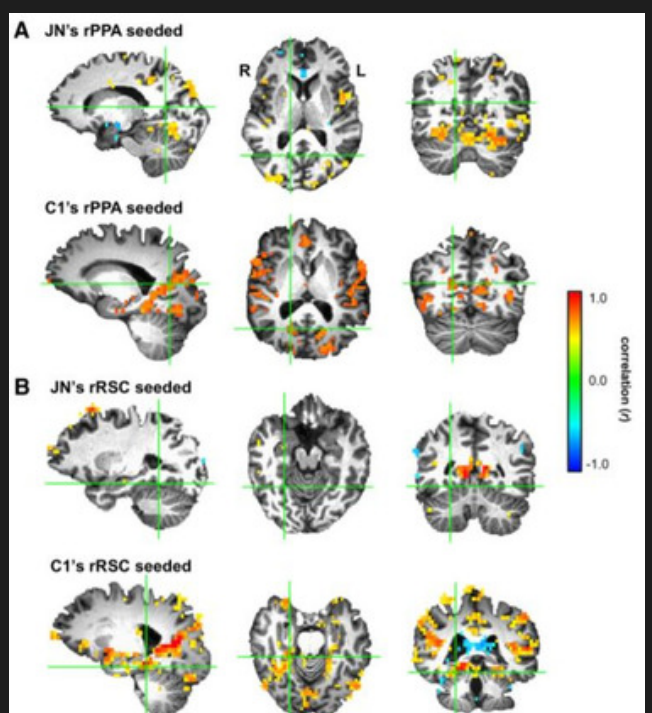 A
JN's rPPA seeded
R
L
C1's rPPA seeded
1.0
0.0
-1.0
correlation (r)
B
JN's rRSC seeded
C1's rRSC seeded